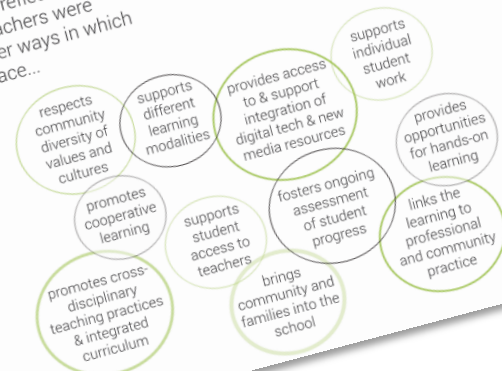 achers were
er ways in which
ace...
supports
individual
student
work
provides access
to & support
integration of
digital tech & new
media resources
supports
different
learning
modalities
respects
community
diversity of
values and
cultures
provides
opportunities
for hands-on
learning
fosters ongoing
assessment
of student
progress
promotes
cooperative
learning
links the
learning to
professional
and community
practice
supports
student
access to
teachers
brings
community and
families into the
school
promotes cross-
disciplinary
teaching practices
& integrated
curriculum